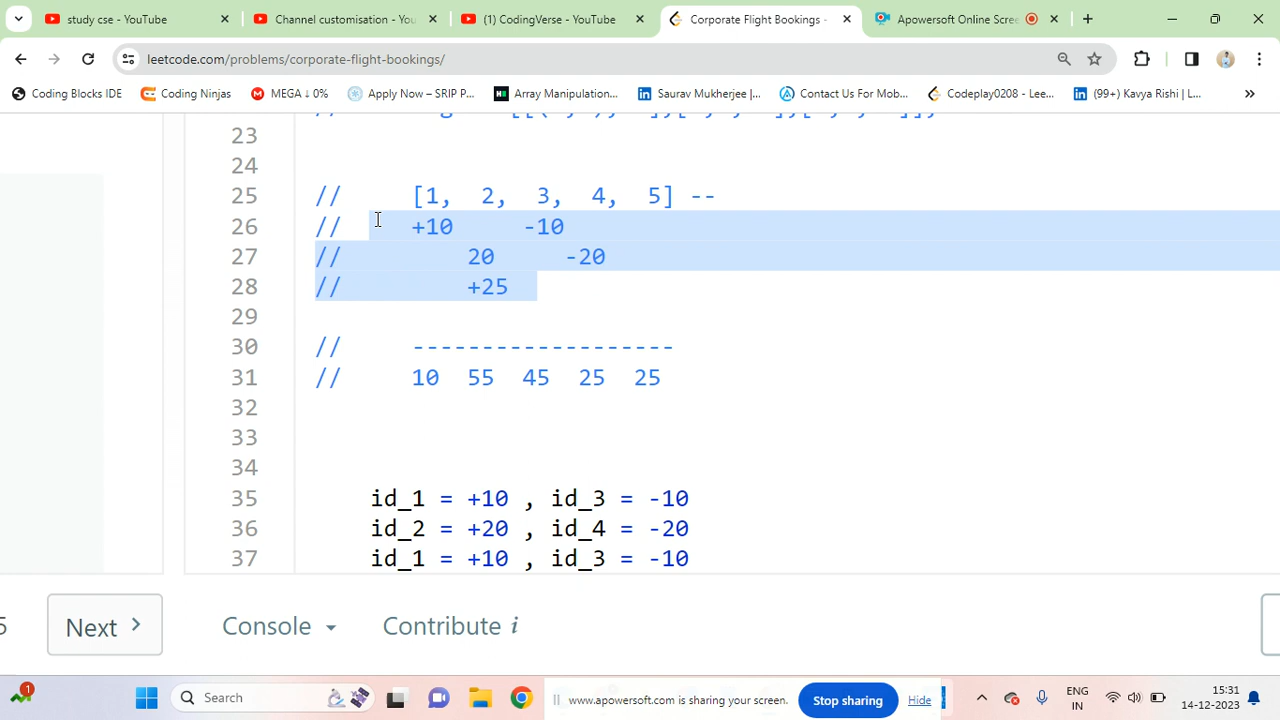 study cse - YouTube
Channel customisation - You
(1) CodingVerse - YouTube
Corporate Flight Bookings -
Apowersoft Online Scree
leetcode.com/problems/corporate-flight-bookings/
Coding Blocks IDE
Coding Ninjas
MEGA ↓ 0%
Apply Now – SRIP P...
Array Manipulation...
Saurav Mukherjee |...
Contact Us For Mob...
Codeplay0208 - Lee...
(99+) Kavya Rishi | L...
»
23
24
25 // [1, 2, 3, 4, 5] --
26 // +10 -10
27 // 20 -20
28 // +25
29
30 // -------------------
31 // 10 55 45 25 25
32
33
34
35 id_1 = +10 , id_3 = -10
36 id_2 = +20 , id_4 = -20
37 id_1 = +10 , id_3 = -10
5
Next
Console
Contribute i
1
Search
www.apowersoft.com is sharing your screen.
Stop sharing
Hide
ENG
IN
15:31
14-12-2023